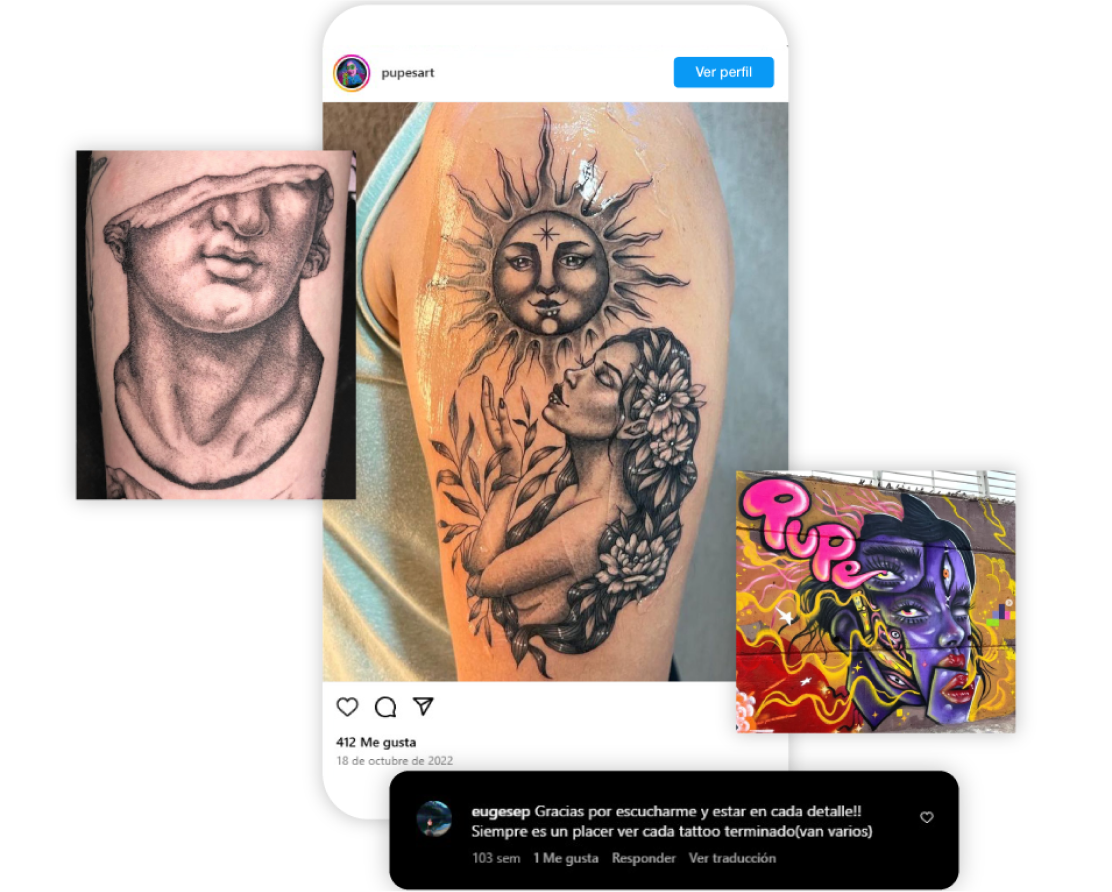 pupesart
Ver perfil
PUPE
412 Me gusta
18 de octubre de 2022
eugesep Gracias por escucharme y estar en cada detalle!!
Siempre es un placer ver cada tattoo terminado(van varios)
103 sem 1 Me gusta Responder Ver traducción